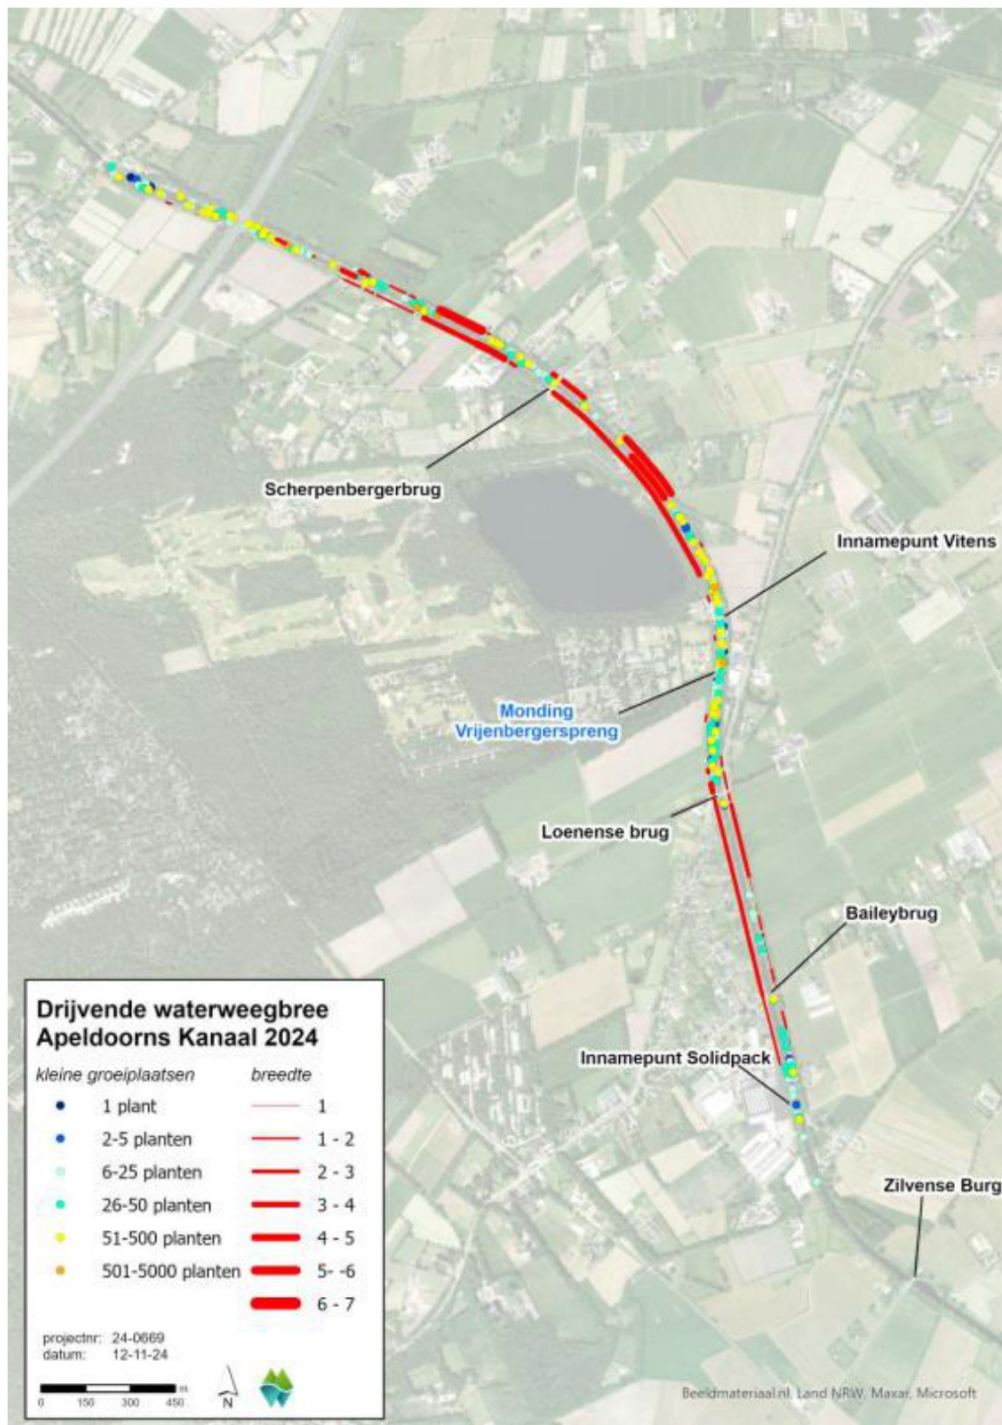 Scherpenbergerbrug
Innamepunt Vitens
Monding
Vrijenbergerspreng
Loenense brug
Baileybrug
Innamepunt Solidpack
Zilvense Burg
Drijvende waterweegbree
Apeldoorns Kanaal 2024
kleine groeiplaatsen breedte
1 plant 1
2-5 planten 1 - 2
6-25 planten 2 - 3
26-50 planten 3 - 4
51-500 planten 4 - 5
501-5000 planten 5- -6
6 - 7
projectnr: 24-0669
datum: 12-11-24
m
0 150 300 450
N
Beeldmateriaal.nl, Land NRW, Maxar, Microsoft